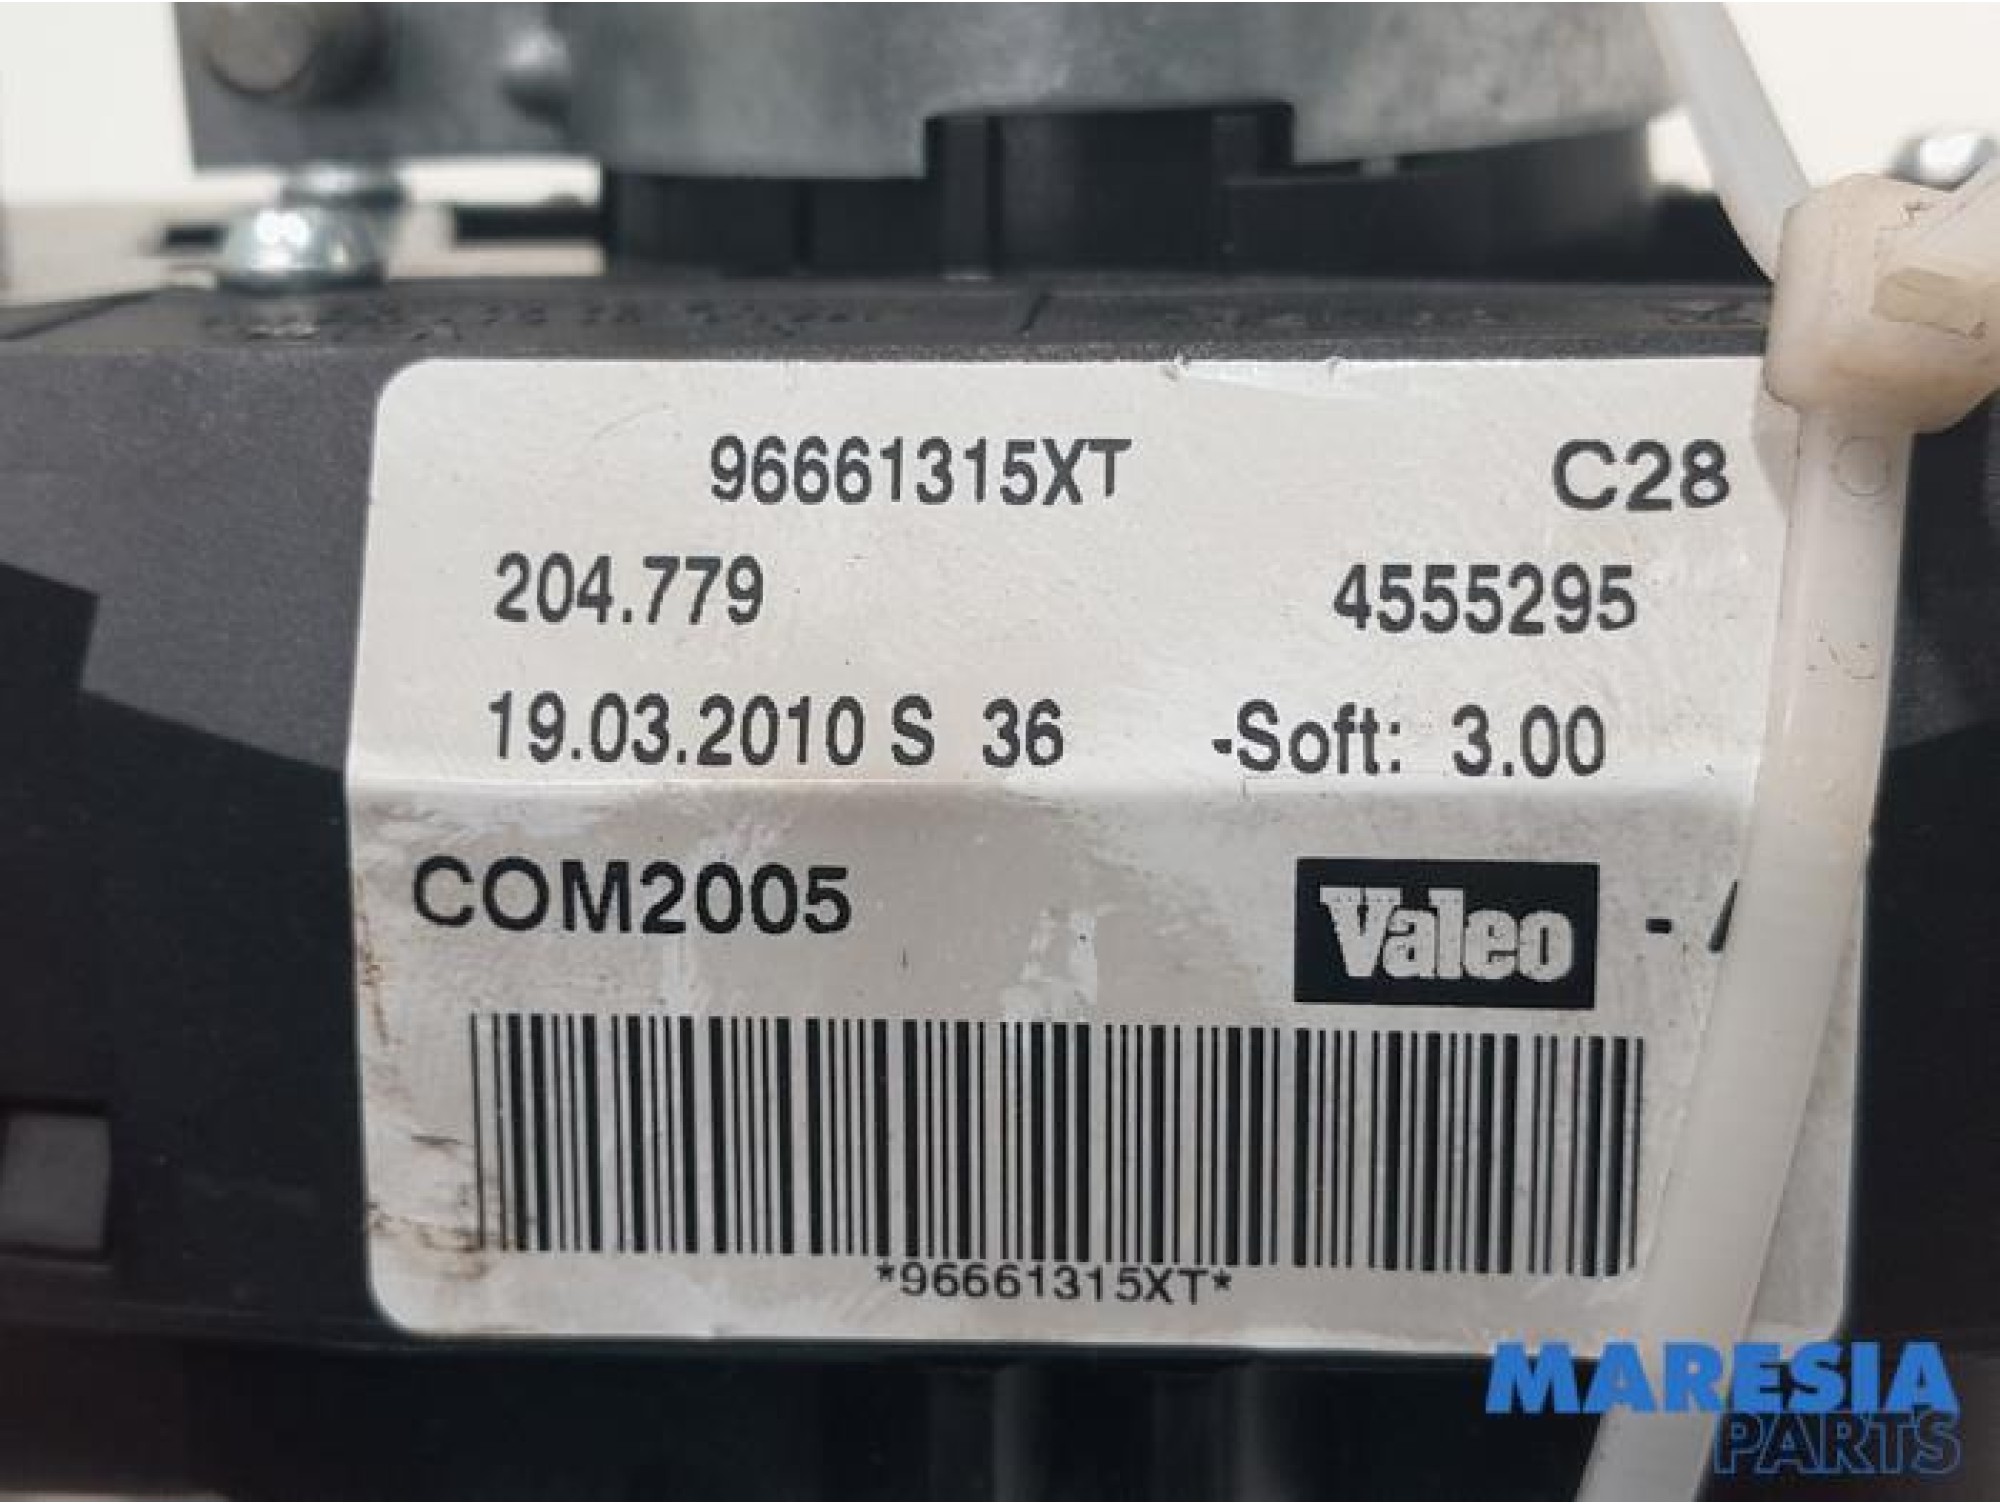 96661315XT C28
204.779 4555295
19.03.2010 S 36 -Soft: 3.00
COM2005 Valeo -
*96661315XT*
MARESIA
PARTS